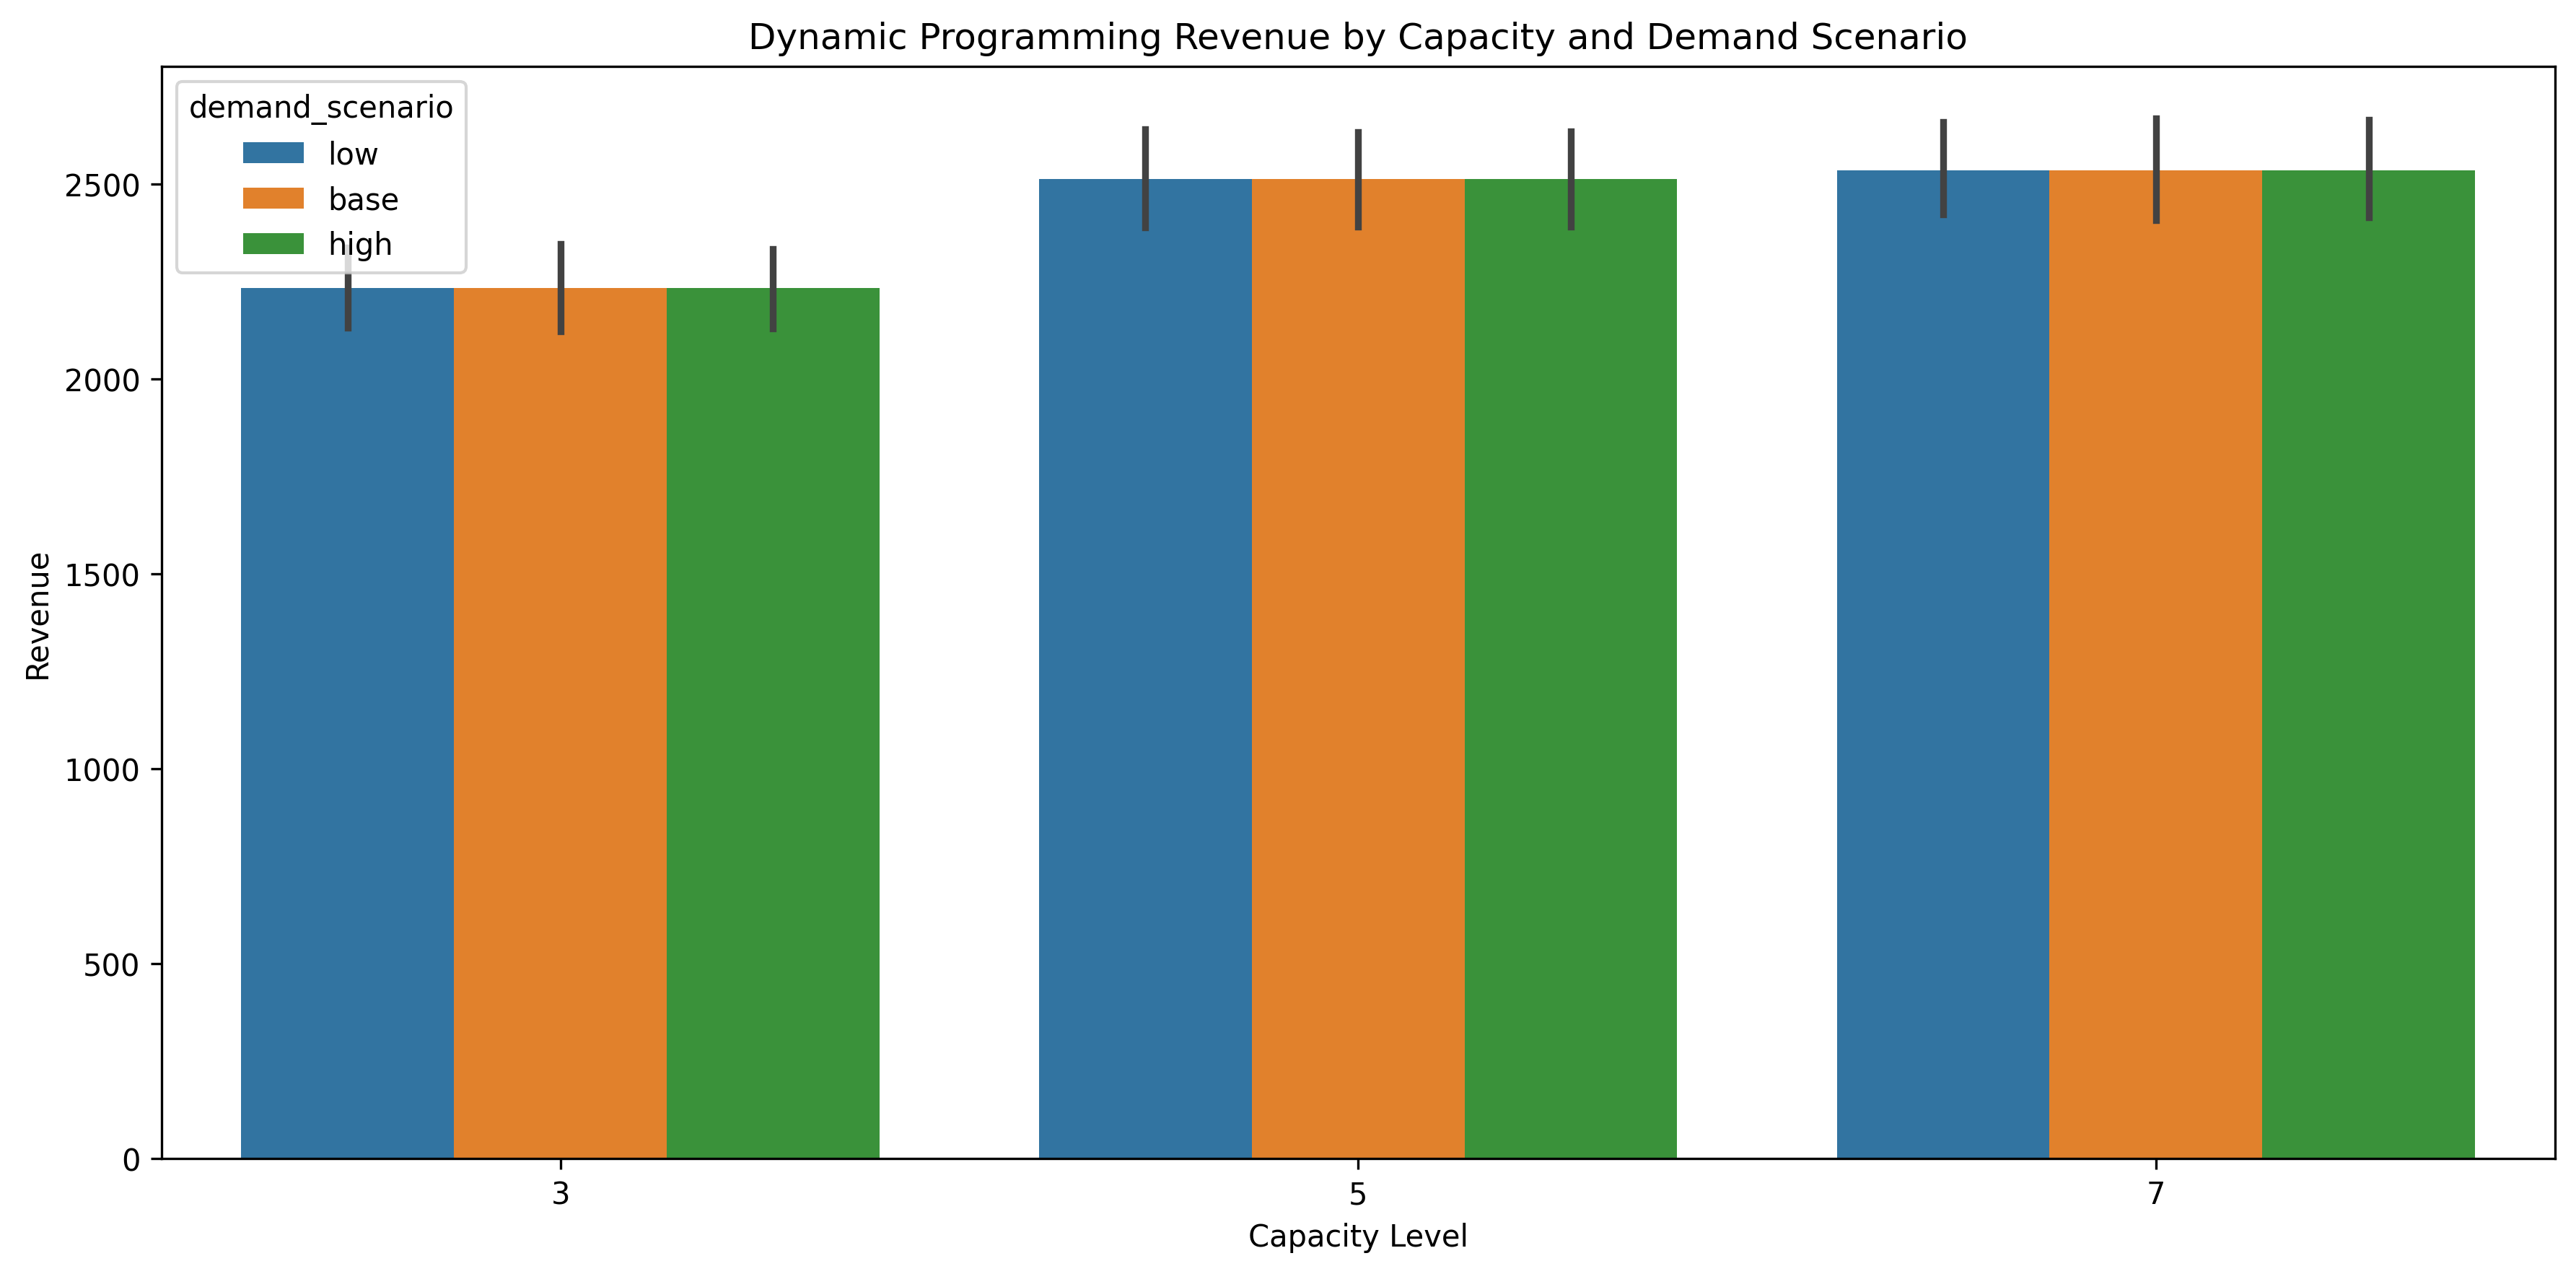 Dynamic Programming Revenue by Capacity and Demand Scenario
demand_scenario
low
base
high
2500
2000
1500
1000
500
0
Revenue
3 5 7
Capacity Level